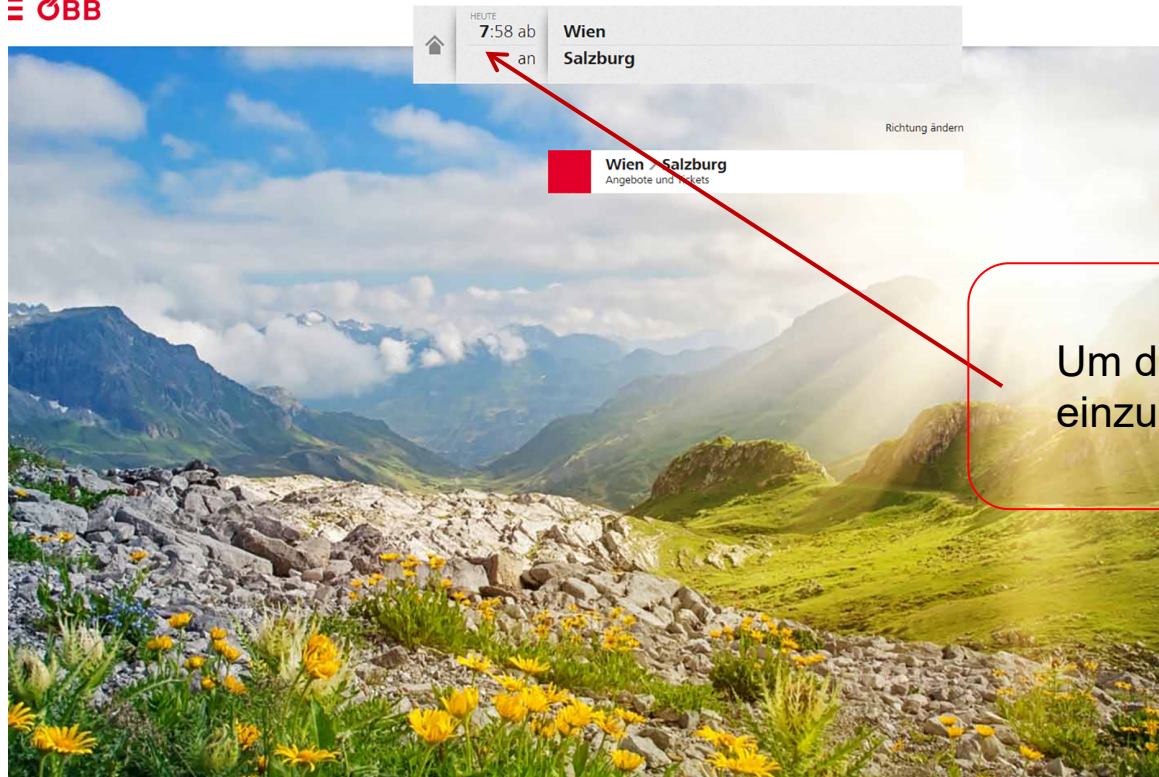 ÖBB
HEUTE
7:58 ab Wien
an Salzburg
Richtung ändern
Wien > Salzburg
Angebote und Tickets
Um d
einzu